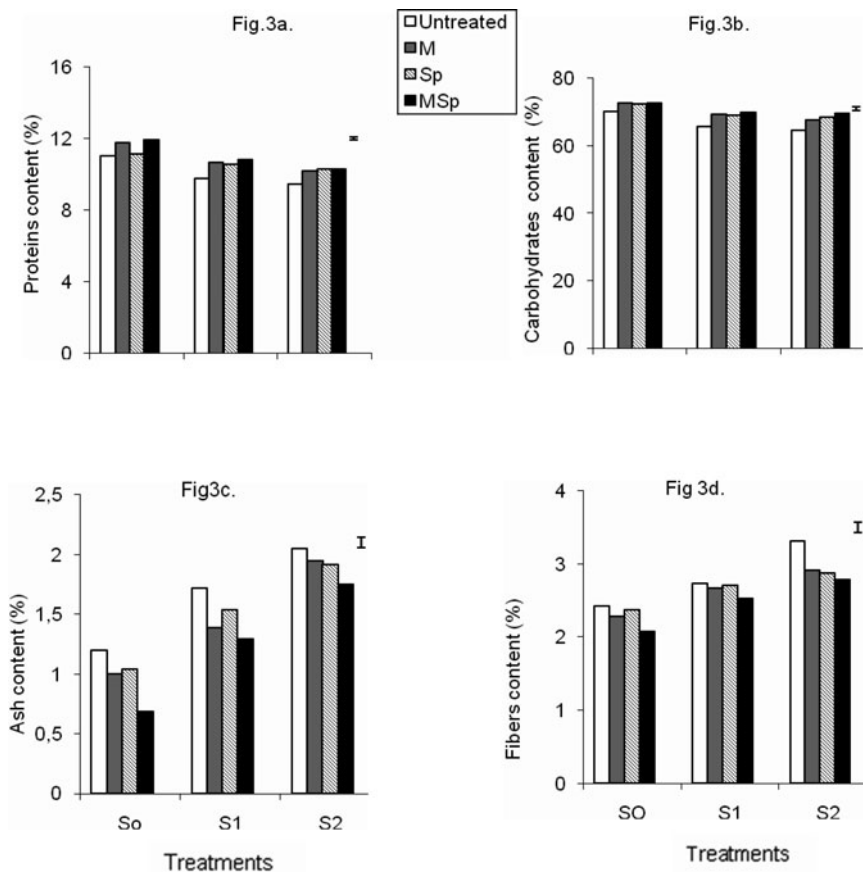 Fig.3a.
Untreated
M
Sp
MSp
Fig.3b.
Proteins content (%)
16
12
8
4
0
Carbohydrates content (%)
80
60
40
20
0
Fig3c.
Ash content (%)
2,5
2
1,5
1
0,5
0
So S1 S2
Treatments
Fig 3d.
Fibers content (%)
4
3
2
1
0
SO S1 S2
Treatments